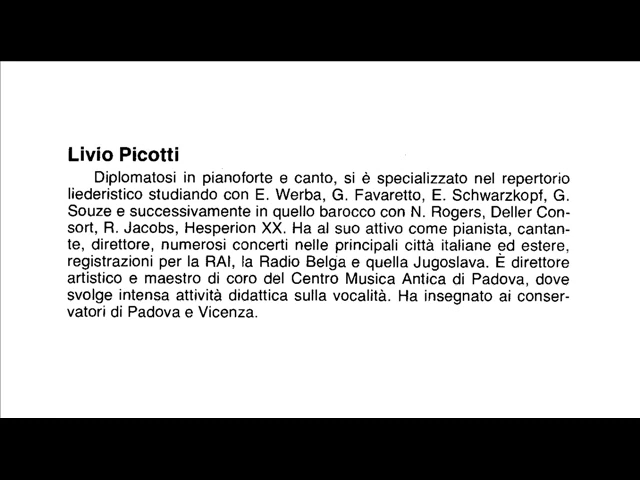 Livio Picotti
Diplomatosi in pianoforte e canto, si è specializzato nel repertorio
liederistico studiando con E. Werba, G. Favaretto, E. Schwarzkopf, G.
Souze e successivamente in quello barocco con N. Rogers, Deller Con-
sort, R. Jacobs, Hesperion XX. Ha al suo attivo come pianista, cantan-
te, direttore, numerosi concerti nelle principali città italiane ed estere,
registrazioni per la RAI, la Radio Belga e quella Jugoslava. È direttore
artistico e maestro di coro del Centro Musica Antica di Padova, dove
svolge intensa attività didattica sulla vocalità. Ha insegnato ai conser-
vatori di Padova e Vicenza.